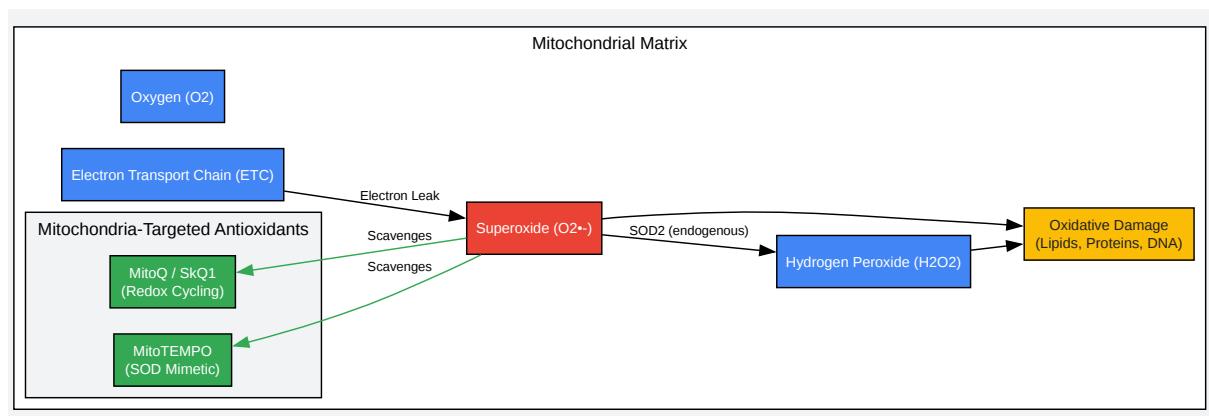 Mitochondrial Matrix
Oxygen (O2)
Electron Transport Chain (ETC)
Electron Leak
Mitochondria-Targeted Antioxidants
MitoQ / SkQ1
(Redox Cycling)
MitoTEMPO
(SOD Mimetic)
Scavenges
Scavenges
Superoxide (O2•-)
SOD2 (endogenous)
Hydrogen Peroxide (H2O2)
Oxidative Damage
(Lipids, Proteins, DNA)